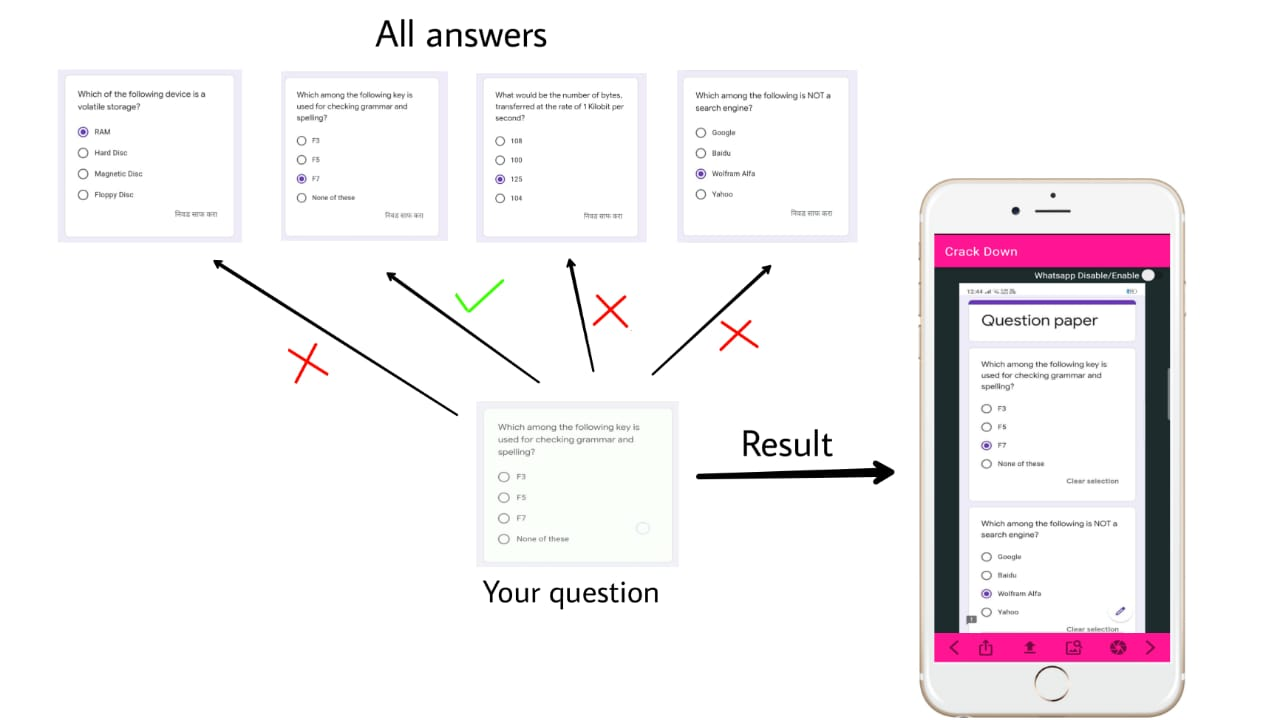 All answers
Which of the following device is a
volatile storage?
RAM
Hard Disc
Magnetic Disc
Floppy Disc
निवड साफ करा
Which among the following key is
used for checking grammar and
spelling?
F3
F5
F7
None of these
निवड साफ करा
What would be the number of bytes,
transferred at the rate of 1 Kilobit per
second?
108
100
125
104
निवड साफ करा
Which among the following is NOT a
search engine?
Google
Baidu
Wolfram Alfa
Yahoo
निवड साफ करा
Which among the following key is
used for checking grammar and
spelling?
F3
F5
F7
None of these
Your question
Result
Crack Down
Whatsapp Disable/Enable
12:44
Question paper
Which among the following key is
used for checking grammar and
spelling?
F3
F5
F7
None of these
Clear selection
Which among the following is NOT a
search engine?
Google
Baidu
Wolfram Alfa
Yahoo
Clear selection